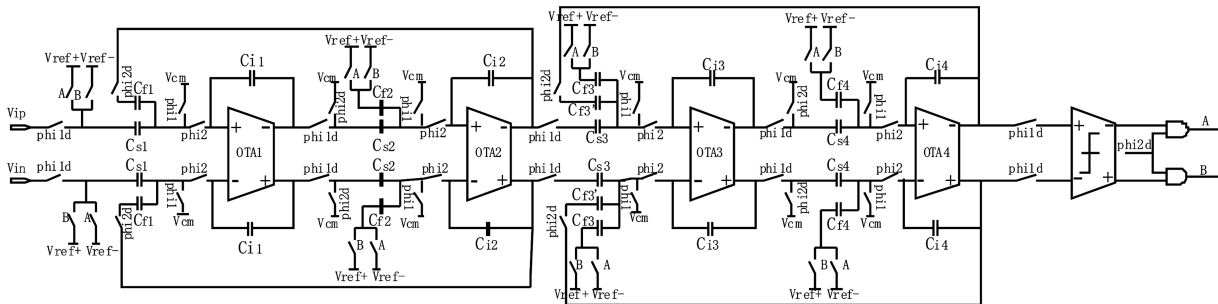 Vref+Vref-
Vref+Vref-
Vref+Vref-
Vref+Vref-
A B
phi2d
Cf1
Ci1
Vcm
phi1
A B
Vcm
phi2d
Cf2
phi1
Ci2
A B
phi2d
Cf3
Cf3
Vcm
phi1
Ci3
Vcm
phi2d
A B
Cf4
Vcm
phi1
Ci4
Vip
phi1d
Cs1
phi2
+ -
OTA1
- +
phi1d
Cs2
phi2
+ -
OTA2
- +
phi1d
Cs3
phi2
+ -
OTA3
- +
phi1d
Cs4
phi2
+ -
OTA4
- +
phi1d
+ -
- +
phi2d
A
B
Vin
phi1d
Cs1
phi2
phi1d
Cs2
phi2
phi1d
Cs3
phi2
phi1d
Cs4
phi2
phi1d
B A
phi2d
Cf1
phi1
Vcm
Ci1
Vcm
phi2d
Cf2
phi1
Vcm
B A
Ci2
phi2d
Cf3
Cf3
phi1
Vcm
B A
Ci3
Vcm
phi2d
Cf4
phi1
Vcm
B A
Ci4
Vref+ Vref-
Vref+ Vref-
Vref+Vref-
Vref+ Vref-